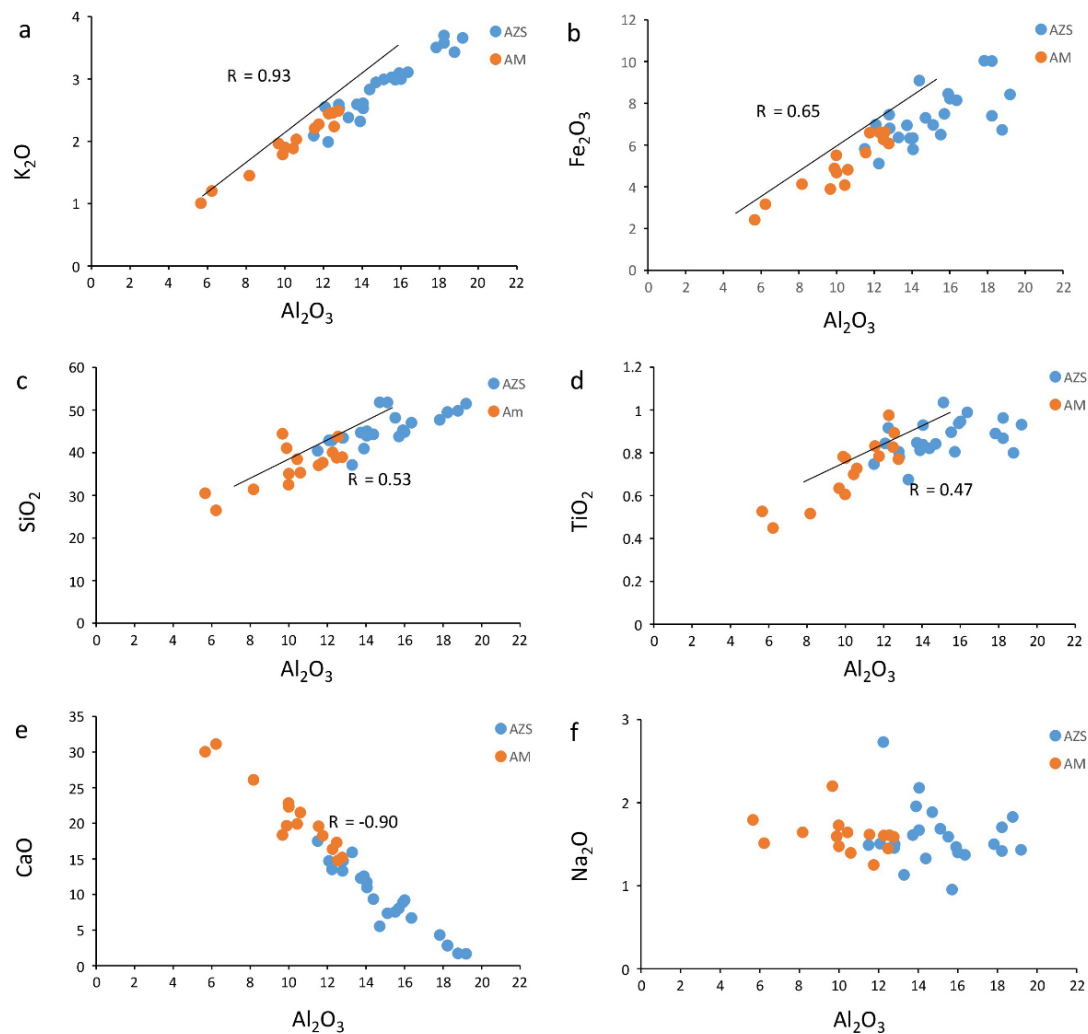 a
4
3
2
1
0
K₂O
R = 0.93
AZS
AM
0 2 4 6 8 10 12 14 16 18 20 22
Al₂O₃
b
12
10
8
6
4
2
0
Fe₂O₃
R = 0.65
AZS
AM
0 2 4 6 8 10 12 14 16 18 20 22
Al₂O₃
c
60
50
40
30
20
10
0
SiO₂
R = 0.53
AZS
Am
0 2 4 6 8 10 12 14 16 18 20 22
Al₂O₃
d
1.2
1
0.8
0.6
0.4
0.2
0
TiO₂
R = 0.47
AZS
AM
0 2 4 6 8 10 12 14 16 18 20 22
Al₂O₃
e
35
30
25
20
15
10
5
0
CaO
R = -0.90
AZS
AM
0 2 4 6 8 10 12 14 16 18 20 22
Al₂O₃
f
3
2
1
0
Na₂O
AZS
AM
0 2 4 6 8 10 12 14 16 18 20 22
Al₂O₃